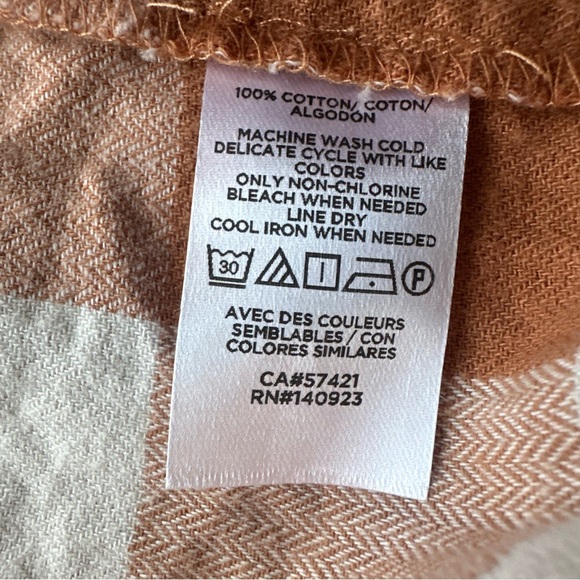 100% COTTON/ COTON/
ALGODÓN
MACHINE WASH COLD
DELICATE CYCLE WITH LIKE
COLORS
ONLY NON-CHLORINE
BLEACH WHEN NEEDED
LINE DRY
COOL IRON WHEN NEEDED
30 P
AVEC DES COULEURS
SEMBLABLES / CON
COLORES SIMILARES
CA#57421
RN#140923